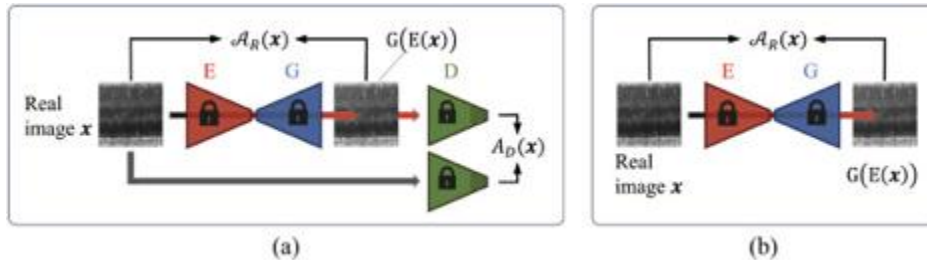 𝒜_R(𝒙) G(E(𝒙))
E G D
Real
image 𝒙
A_D(𝒙)
(a)
𝒜_R(𝒙)
E G
Real
image 𝒙
G(E(𝒙))
(b)